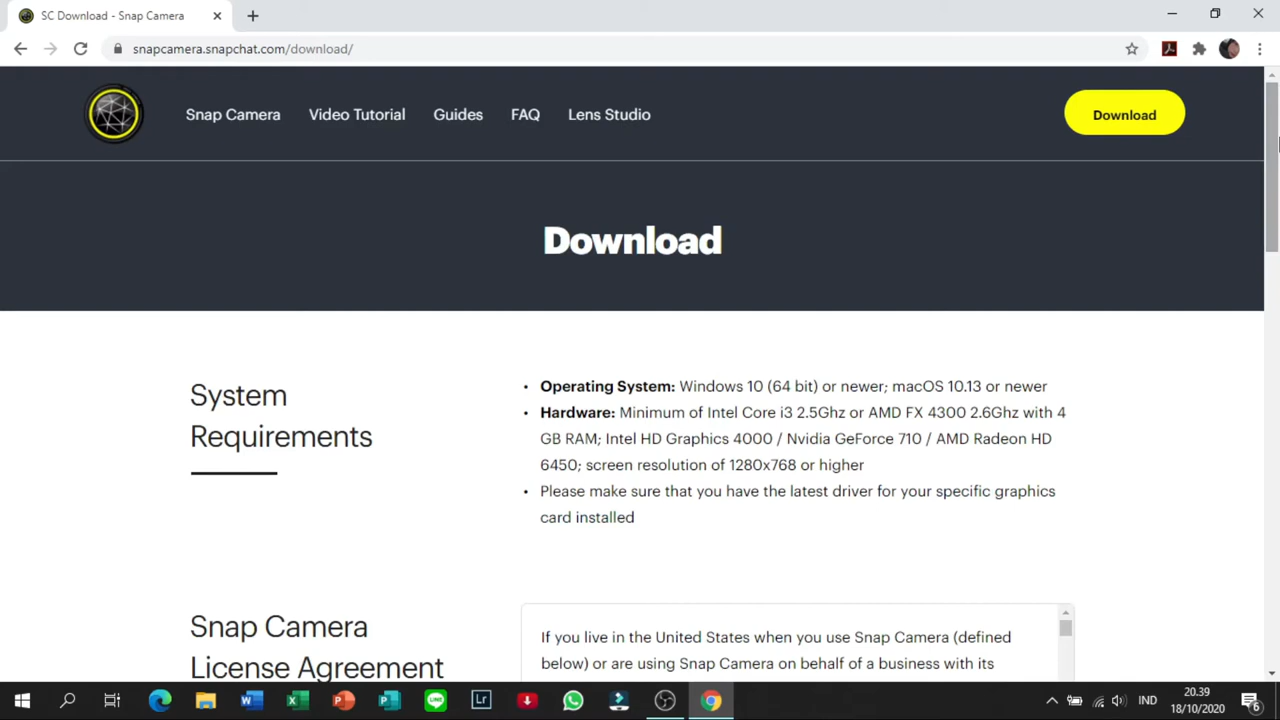 SC Download - Snap Camera
snapcamera.snapchat.com/download/
Snap Camera
Video Tutorial
Guides
FAQ
Lens Studio
Download
Download
System
Requirements
• Operating System: Windows 10 (64 bit) or newer; macOS 10.13 or newer
• Hardware: Minimum of Intel Core i3 2.5Ghz or AMD FX 4300 2.6Ghz with 4
GB RAM; Intel HD Graphics 4000 / Nvidia GeForce 710 / AMD Radeon HD
6450; screen resolution of 1280x768 or higher
• Please make sure that you have the latest driver for your specific graphics
card installed
Snap Camera
License Agreement
If you live in the United States when you use Snap Camera (defined
below) or are using Snap Camera on behalf of a business with its
LINE
Lr
IND
20.39
18/10/2020
6